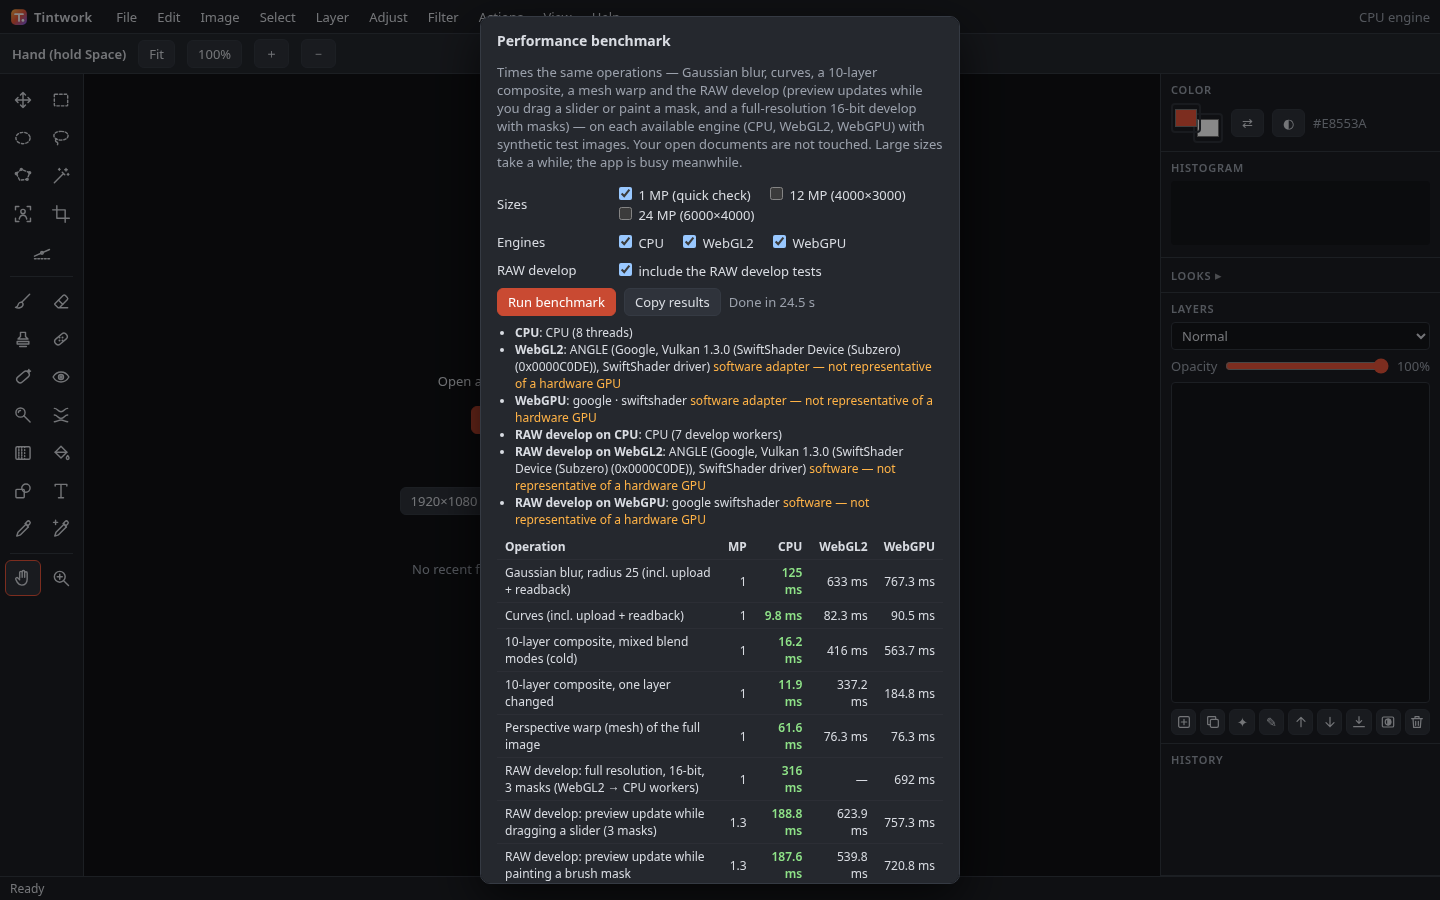 Tintwork File Edit Image Select Layer Adjust Filter CPU engine
Hand (hold Space) Fit 100% + −
Performance benchmark
Times the same operations — Gaussian blur, curves, a 10-layer
composite, a mesh warp and the RAW develop (preview updates while
you drag a slider or paint a mask, and a full-resolution 16-bit develop
with masks) — on each available engine (CPU, WebGL2, WebGPU) with
synthetic test images. Your open documents are not touched. Large sizes
take a while; the app is busy meanwhile.
Sizes
1 MP (quick check) 12 MP (4000×3000)
24 MP (6000×4000)
Engines CPU WebGL2 WebGPU
RAW develop include the RAW develop tests
Run benchmark Copy results Done in 24.5 s
• CPU: CPU (8 threads)
• WebGL2: ANGLE (Google, Vulkan 1.3.0 (SwiftShader Device (Subzero)
(0x0000C0DE)), SwiftShader driver) software adapter — not representative
of a hardware GPU
• WebGPU: google · swiftshader software adapter — not representative of a
hardware GPU
• RAW develop on CPU: CPU (7 develop workers)
• RAW develop on WebGL2: ANGLE (Google, Vulkan 1.3.0 (SwiftShader
Device (Subzero) (0x0000C0DE)), SwiftShader driver) software — not
representative of a hardware GPU
• RAW develop on WebGPU: google swiftshader software — not
representative of a hardware GPU
Operation MP CPU WebGL2 WebGPU
Gaussian blur, radius 25 (incl. upload
+ readback) 1 125 ms 633 ms 767.3 ms
Curves (incl. upload + readback) 1 9.8 ms 82.3 ms 90.5 ms
10-layer composite, mixed blend
modes (cold) 1 16.2 ms 416 ms 563.7 ms
10-layer composite, one layer
changed 1 11.9 ms 337.2 ms 184.8 ms
Perspective warp (mesh) of the full
image 1 61.6 ms 76.3 ms 76.3 ms
RAW develop: full resolution, 16-bit,
3 masks (WebGL2 → CPU workers) 1 316 ms — 692 ms
RAW develop: preview update while
dragging a slider (3 masks) 1.3 188.8 ms 623.9 ms 757.3 ms
RAW develop: preview update while
painting a brush mask 1.3 187.6 ms 539.8 ms 720.8 ms
Open a
1920×1080
No recent f
COLOR
#E8553A
HISTOGRAM
LOOKS ▸
LAYERS
Normal
Opacity 100%
HISTORY
Ready